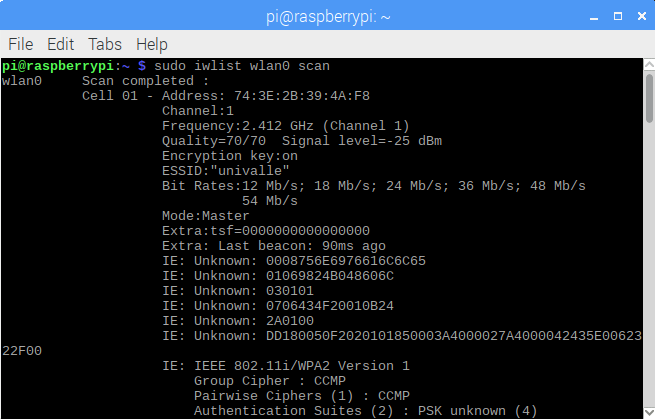 pi@raspberrypi: ~
File Edit Tabs Help
pi@raspberrypi:~ $ sudo iwlist wlan0 scan
wlan0     Scan completed :
          Cell 01 - Address: 74:3E:2B:39:4A:F8
                    Channel:1
                    Frequency:2.412 GHz (Channel 1)
                    Quality=70/70  Signal level=-25 dBm
                    Encryption key:on
                    ESSID:"univalle"
                    Bit Rates:12 Mb/s; 18 Mb/s; 24 Mb/s; 36 Mb/s; 48 Mb/s
                              54 Mb/s
                    Mode:Master
                    Extra:tsf=0000000000000000
                    Extra: Last beacon: 90ms ago
                    IE: Unknown: 0008756E6976616C6C65
                    IE: Unknown: 01069824B048606C
                    IE: Unknown: 030101
                    IE: Unknown: 0706434F20010B24
                    IE: Unknown: 2A0100
                    IE: Unknown: DD180050F2020101850003A4000027A4000042435E00623
22F00
                    IE: IEEE 802.11i/WPA2 Version 1
                        Group Cipher : CCMP
                        Pairwise Ciphers (1) : CCMP
                        Authentication Suites (2) : PSK unknown (4)